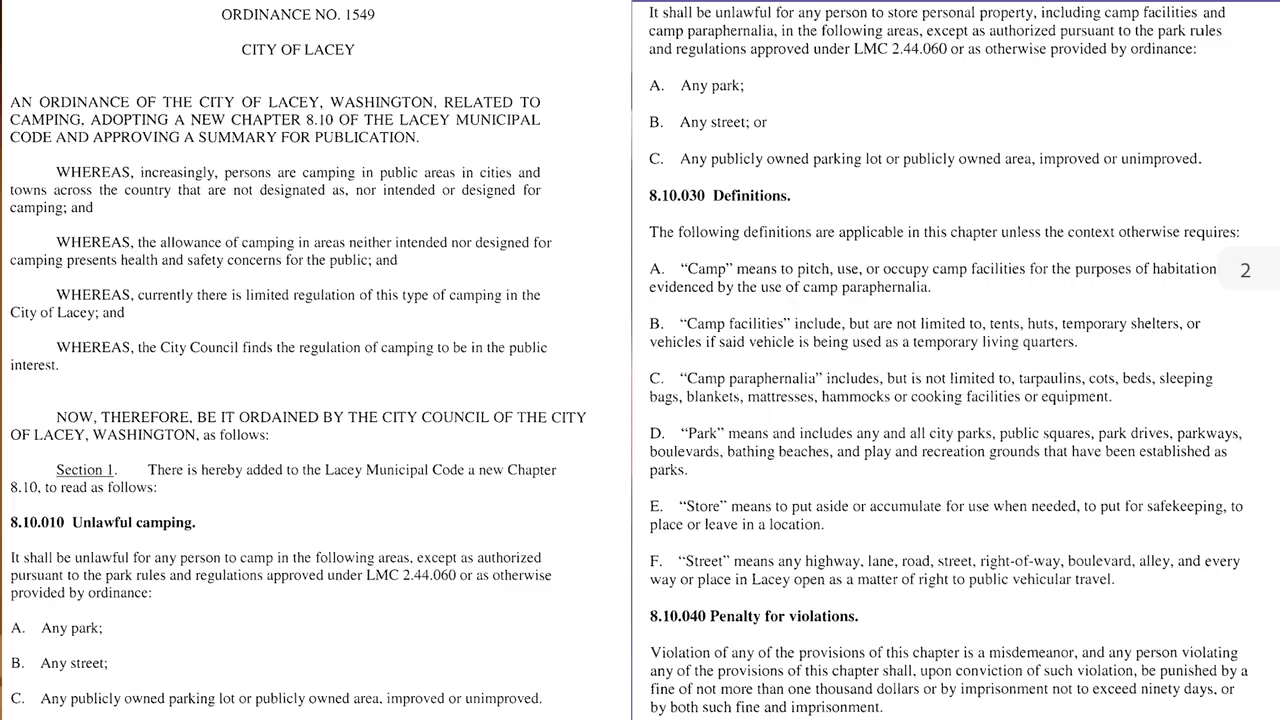 ORDINANCE NO. 1549
CITY OF LACEY
AN ORDINANCE OF THE CITY OF LACEY, WASHINGTON, RELATED TO
CAMPING, ADOPTING A NEW CHAPTER 8.10 OF THE LACEY MUNICIPAL
CODE AND APPROVING A SUMMARY FOR PUBLICATION.
WHEREAS, increasingly, persons are camping in public areas in cities and
towns across the country that are not designated as, nor intended or designed for
camping; and
WHEREAS, the allowance of camping in areas neither intended nor designed for
camping presents health and safety concerns for the public; and
WHEREAS, currently there is limited regulation of this type of camping in the
City of Lacey; and
WHEREAS, the City Council finds the regulation of camping to be in the public
interest.
NOW, THEREFORE, BE IT ORDAINED BY THE CITY COUNCIL OF THE CITY
OF LACEY, WASHINGTON, as follows:
Section 1. There is hereby added to the Lacey Municipal Code a new Chapter
8.10, to read as follows:
8.10.010 Unlawful camping.
It shall be unlawful for any person to camp in the following areas, except as authorized
pursuant to the park rules and regulations approved under LMC 2.44.060 or as otherwise
provided by ordinance:
A. Any park;
B. Any street;
C. Any publicly owned parking lot or publicly owned area, improved or unimproved.
It shall be unlawful for any person to store personal property, including camp facilities and
camp paraphernalia, in the following areas, except as authorized pursuant to the park rules
and regulations approved under LMC 2.44.060 or as otherwise provided by ordinance:
A. Any park;
B. Any street; or
C. Any publicly owned parking lot or publicly owned area, improved or unimproved.
8.10.030 Definitions.
The following definitions are applicable in this chapter unless the context otherwise requires:
A. “Camp” means to pitch, use, or occupy camp facilities for the purposes of habitation
evidenced by the use of camp paraphernalia.
2
B. “Camp facilities” include, but are not limited to, tents, huts, temporary shelters, or
vehicles if said vehicle is being used as a temporary living quarters.
C. “Camp paraphernalia” includes, but is not limited to, tarpaulins, cots, beds, sleeping
bags, blankets, mattresses, hammocks or cooking facilities or equipment.
D. “Park” means and includes any and all city parks, public squares, park drives, parkways,
boulevards, bathing beaches, and play and recreation grounds that have been established as
parks.
E. “Store” means to put aside or accumulate for use when needed, to put for safekeeping, to
place or leave in a location.
F. “Street” means any highway, lane, road, street, right-of-way, boulevard, alley, and every
way or place in Lacey open as a matter of right to public vehicular travel.
8.10.040 Penalty for violations.
Violation of any of the provisions of this chapter is a misdemeanor, and any person violating
any of the provisions of this chapter shall, upon conviction of such violation, be punished by a
fine of not more than one thousand dollars or by imprisonment not to exceed ninety days, or
by both such fine and imprisonment.